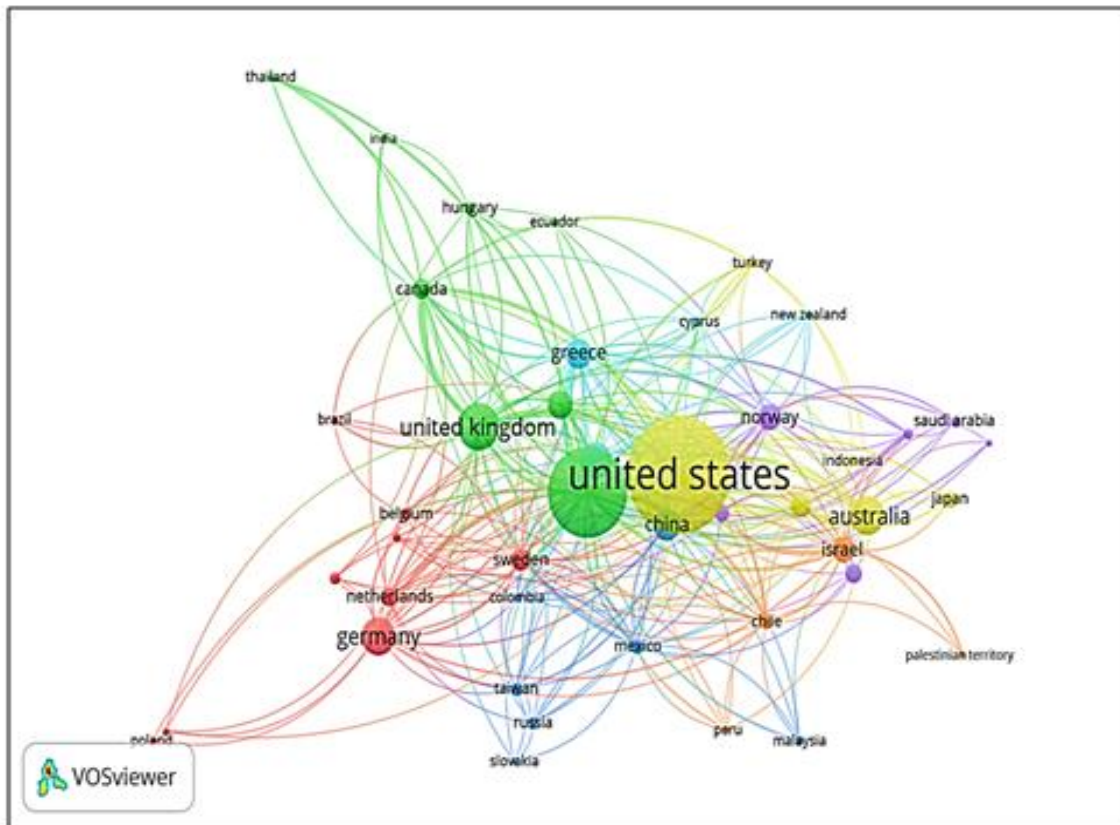 thailand
india
hungary
ecuador
turkey
canada
cyprus
new zealand
greece
brazil
united kingdom
norway
saudi arabia
indonesia
united states
japan
belgium
china
australia
sweden
israel
netherlands
colombia
germany
chile
mexico
palestinian territory
taiwan
russia
peru
malaysia
poland
slovakia
VOSviewer